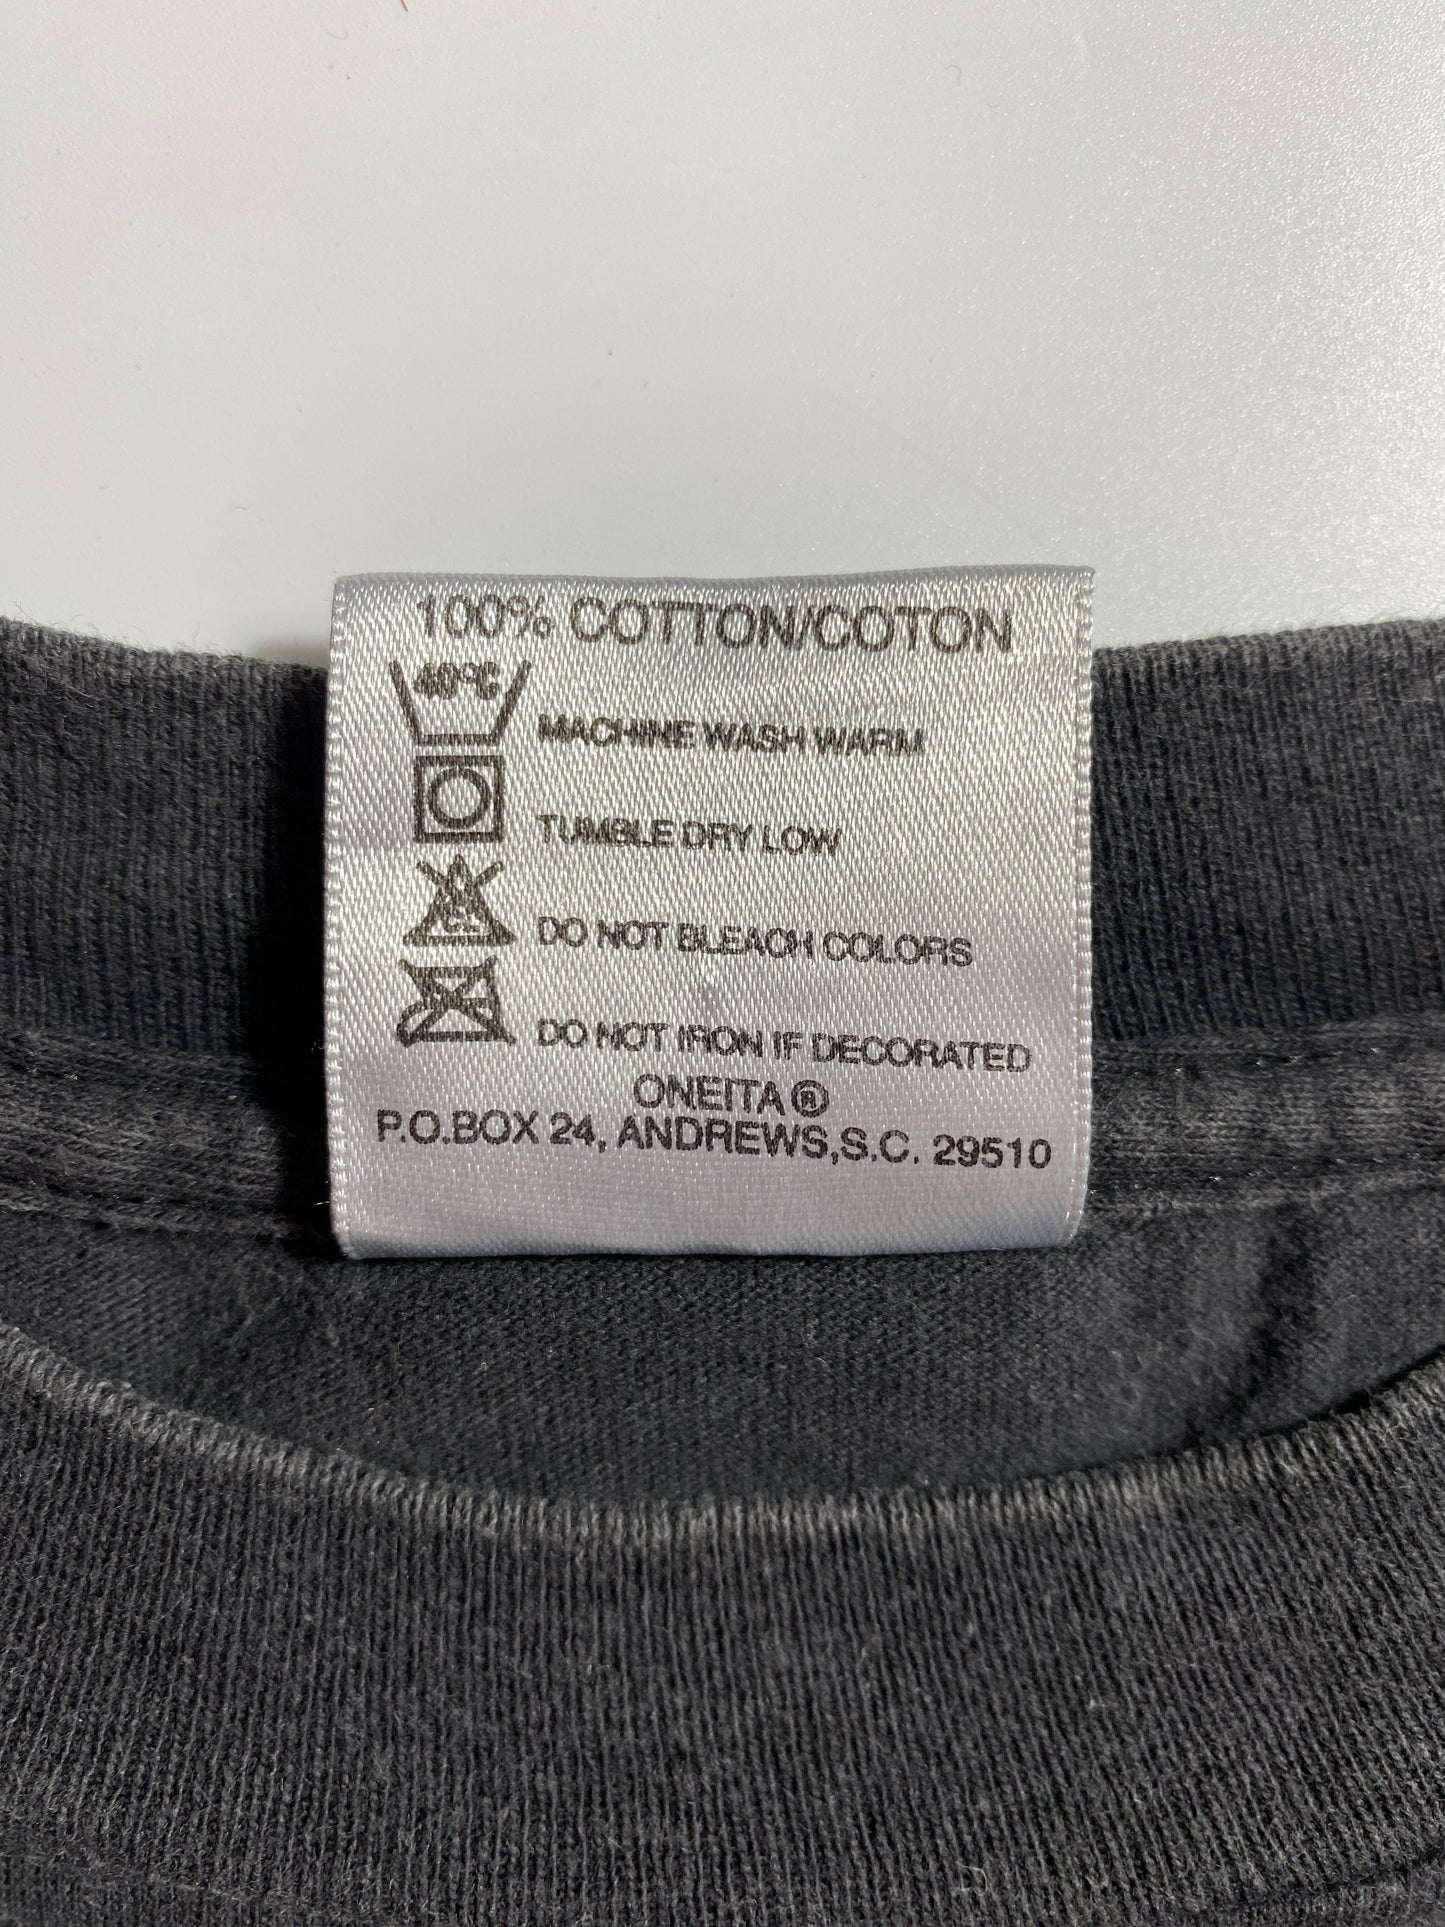 100% COTTON/COTON
40°C
MACHINE WASH WARM
TUMBLE DRY LOW
CL
DO NOT BLEACH COLORS
DO NOT IRON IF DECORATED
ONEITA®
P.O.BOX 24, ANDREWS,S.C. 29510